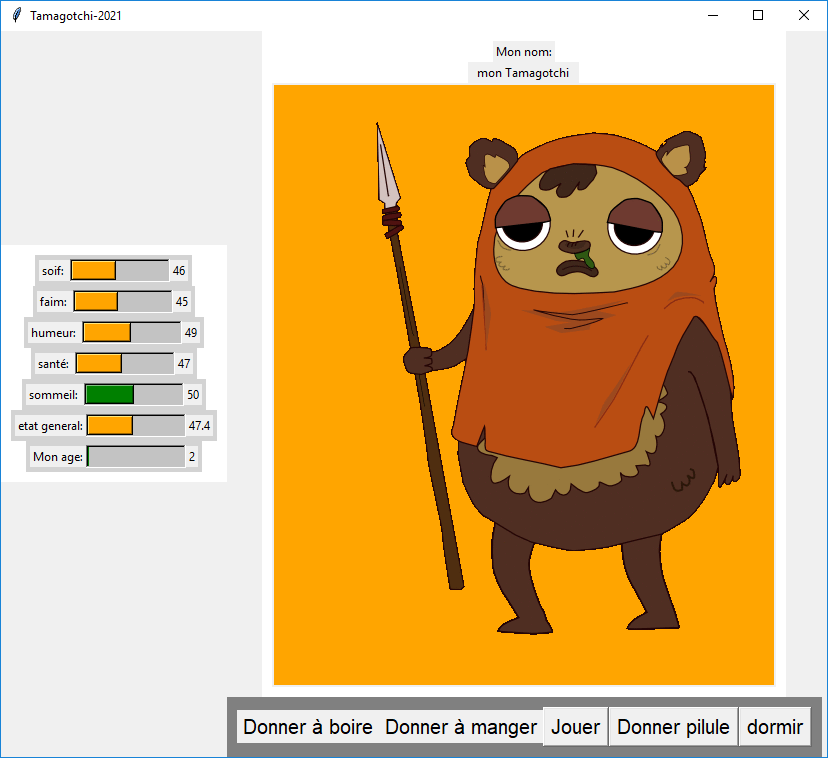 Tamagotchi-2021
Mon nom:
mon Tamagotchi
soif: 46
faim: 45
humeur: 49
santé: 47
sommeil: 50
etat general: 47.4
Mon age: 2
Donner à boire Donner à manger Jouer Donner pilule dormir